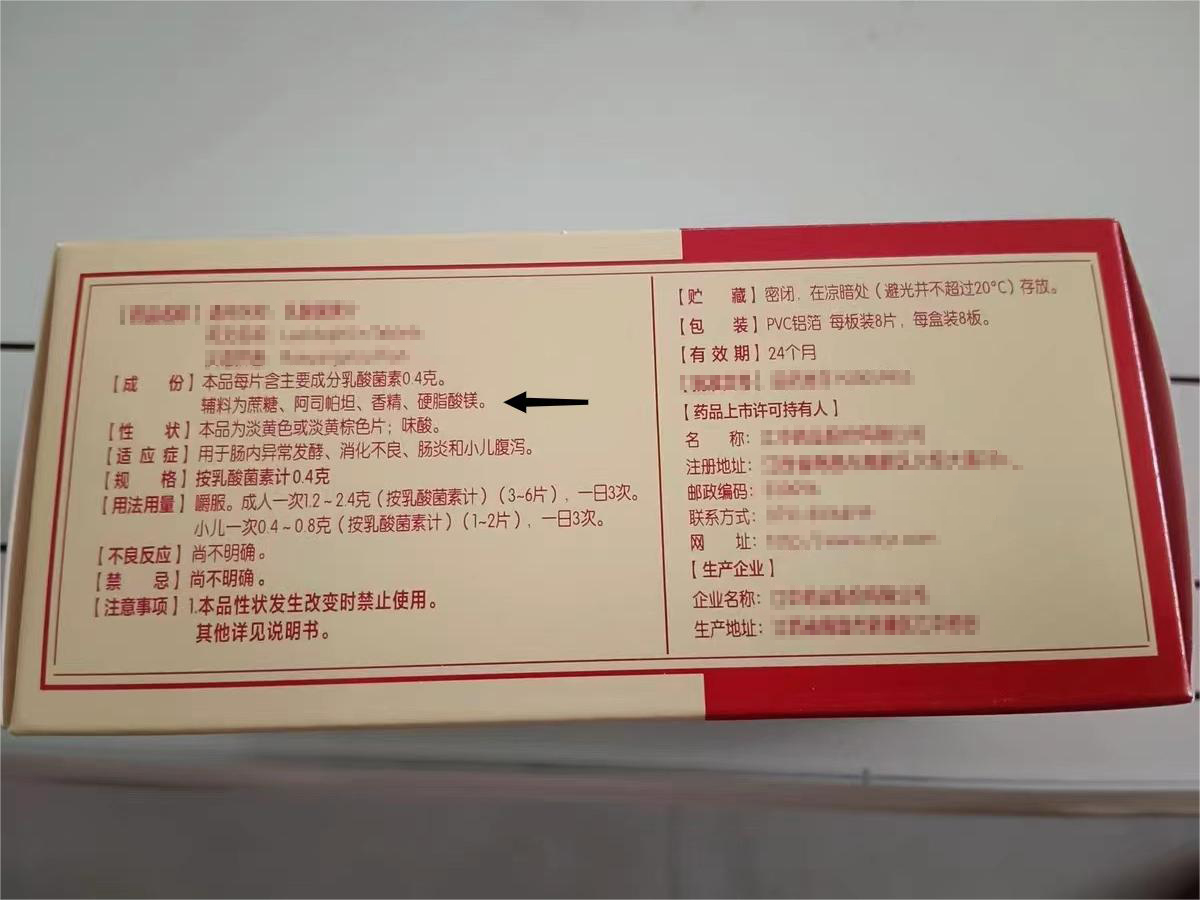 【成 份】本品每片含主要成分乳酸菌素0.4克。
辅料为蔗糖、阿司帕坦、香精、硬脂酸镁。
【性 状】本品为淡黄色或淡黄棕色片；味酸。
【适 应 症】用于肠内异常发酵、消化不良、肠炎和小儿腹泻。
【规 格】按乳酸菌素计0.4克
【用法用量】嚼服。成人一次1.2~2.4克（按乳酸菌素计）（3~6片），一日3次。
小儿一次0.4~0.8克（按乳酸菌素计）（1~2片），一日3次。
【不良反应】尚不明确。
【禁 忌】尚不明确。
【注意事项】1.本品性状发生改变时禁止使用。
其他详见说明书。
【贮 藏】密闭，在凉暗处（避光并不超过20℃）存放。
【包 装】PVC铝箔 每板装8片，每盒装8板。
【有 效 期】24个月
【药品上市许可持有人】
名 称：
注册地址：
邮政编码：
联系方式：
网 址：
【生产企业】
企业名称：
生产地址：